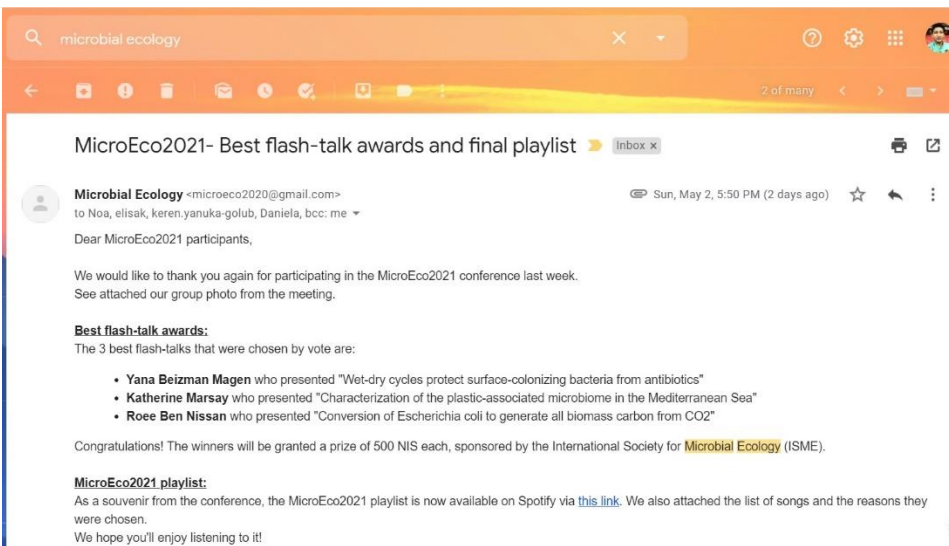 microbial ecology
2 of many
MicroEco2021- Best flash-talk awards and final playlist Inbox x
Microbial Ecology <microeco2020@gmail.com> Sun, May 2, 5:50 PM (2 days ago)
to Noa, elisak, keren.yanuka-golub, Daniela, bcc: me
Dear MicroEco2021 participants,
We would like to thank you again for participating in the MicroEco2021 conference last week.
See attached our group photo from the meeting.
Best flash-talk awards:
The 3 best flash-talks that were chosen by vote are:
• Yana Beizman Magen who presented "Wet-dry cycles protect surface-colonizing bacteria from antibiotics"
• Katherine Marsay who presented "Characterization of the plastic-associated microbiome in the Mediterranean Sea"
• Roee Ben Nissan who presented "Conversion of Escherichia coli to generate all biomass carbon from CO2"
Congratulations! The winners will be granted a prize of 500 NIS each, sponsored by the International Society for Microbial Ecology (ISME).
MicroEco2021 playlist:
As a souvenir from the conference, the MicroEco2021 playlist is now available on Spotify via this link. We also attached the list of songs and the reasons they
were chosen.
We hope you'll enjoy listening to it!